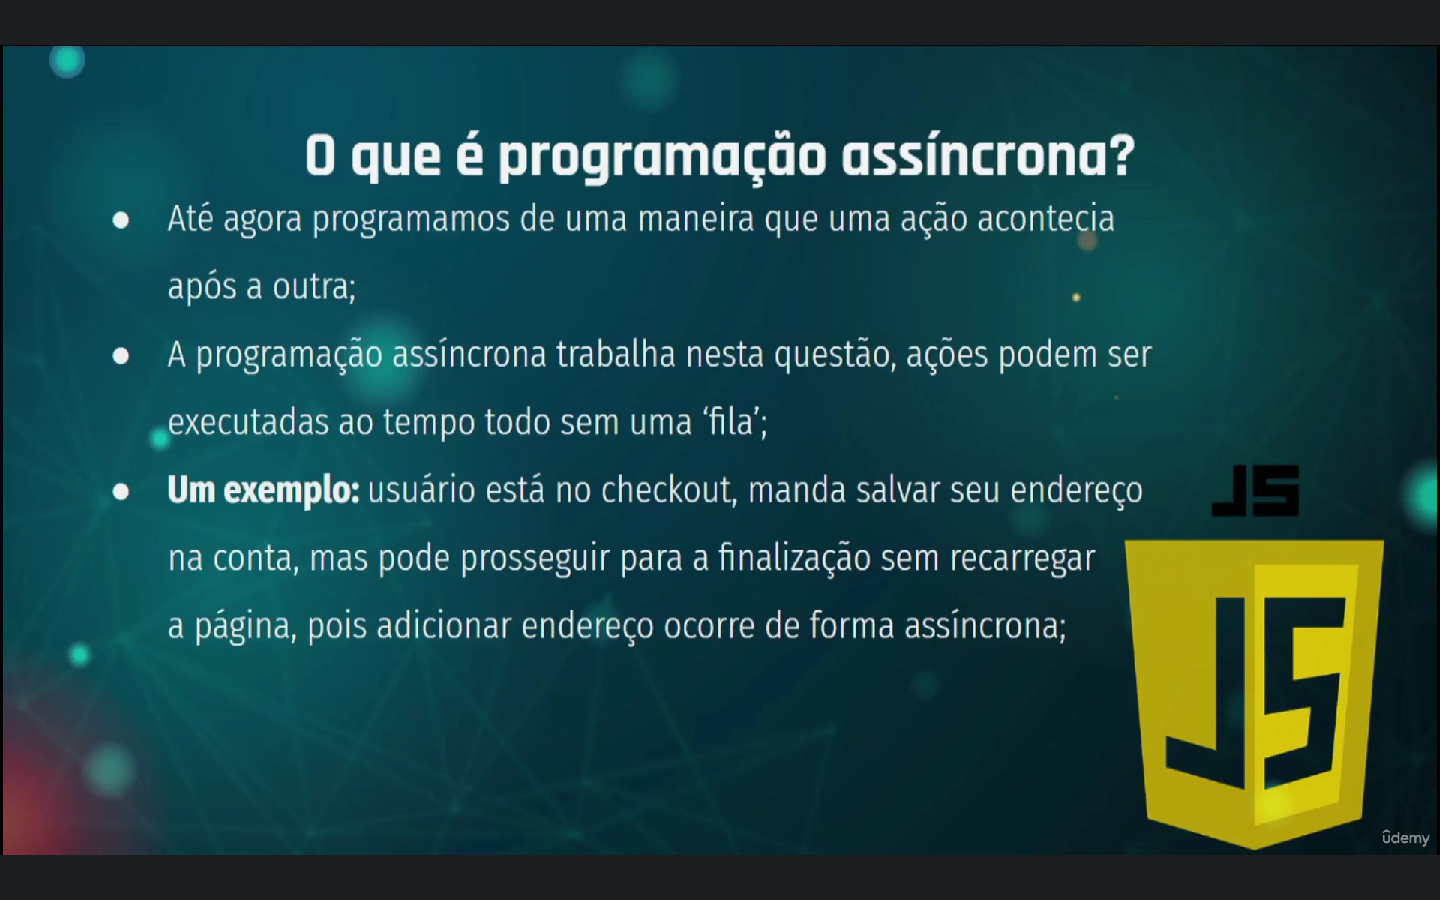 O que é programação assíncrona?
● Até agora programamos de uma maneira que uma ação acontecia
após a outra;
● A programação assíncrona trabalha nesta questão, ações podem ser
executadas ao tempo todo sem uma ‘fila’;
● Um exemplo: usuário está no checkout, manda salvar seu endereço
na conta, mas pode prosseguir para a finalização sem recarregar
a página, pois adicionar endereço ocorre de forma assíncrona;
JS
JS
ûdemy